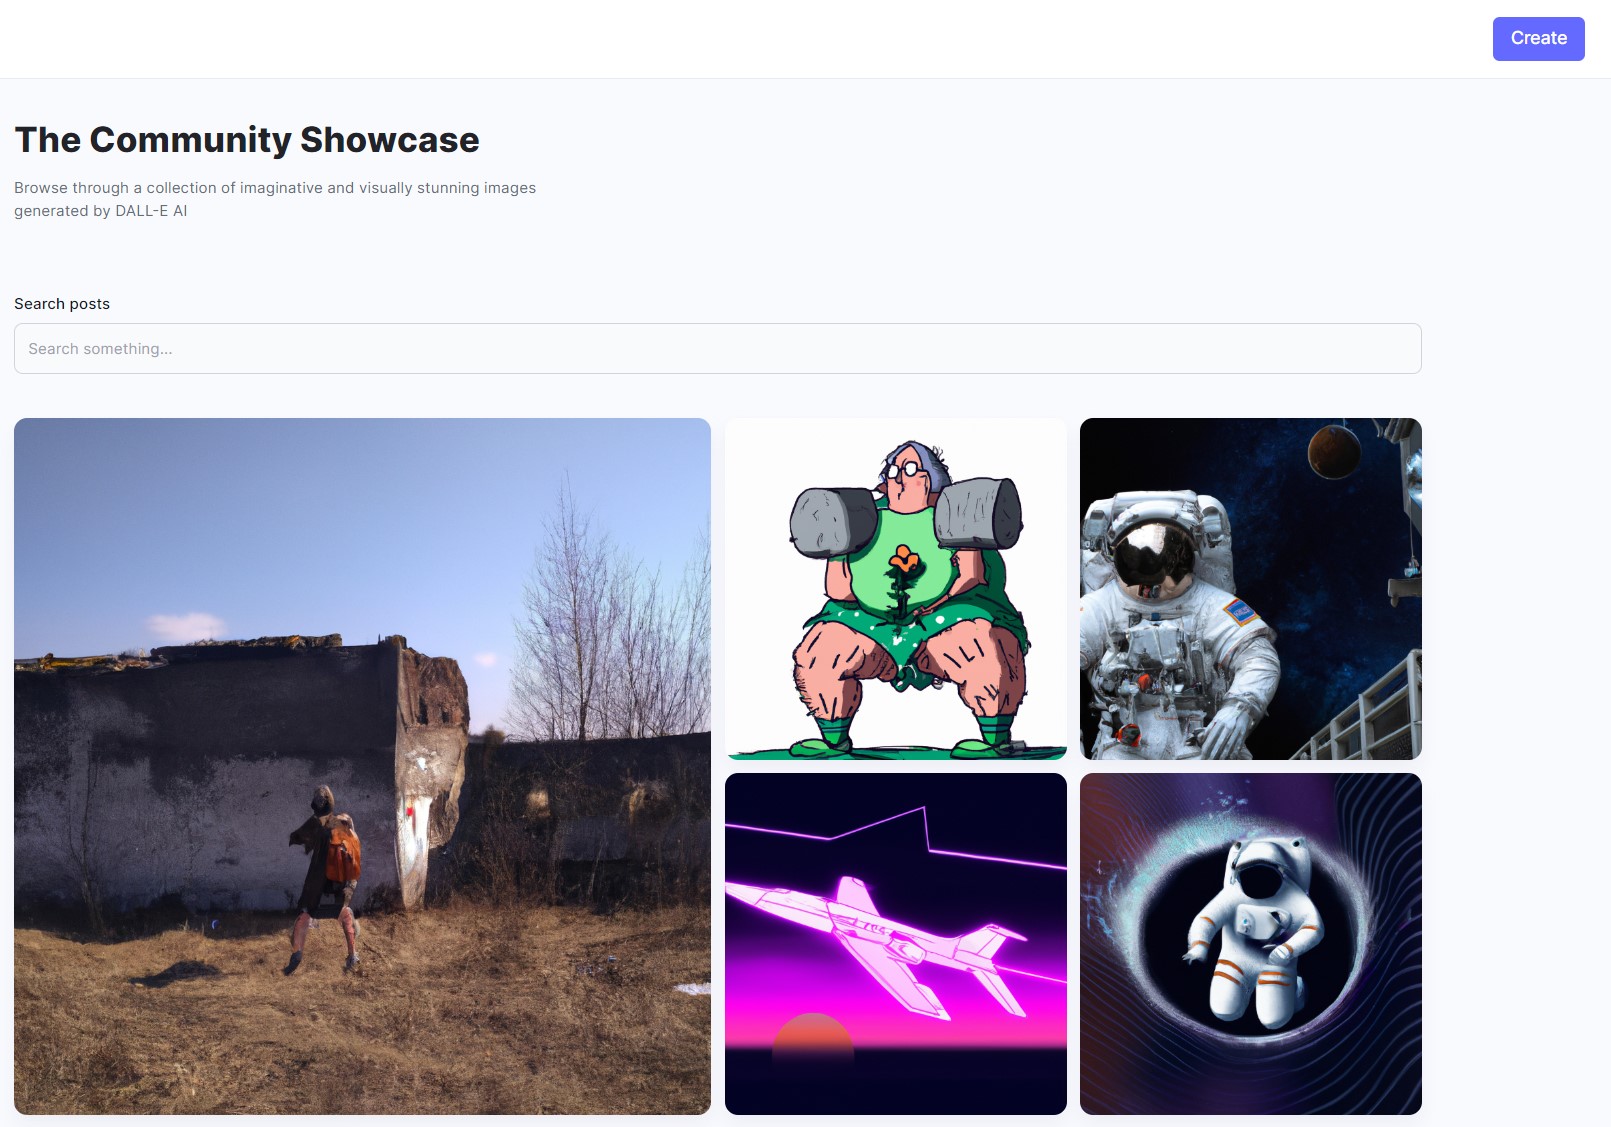 Create
The Community Showcase
Browse through a collection of imaginative and visually stunning images
generated by DALL-E AI
Search posts
Search something...